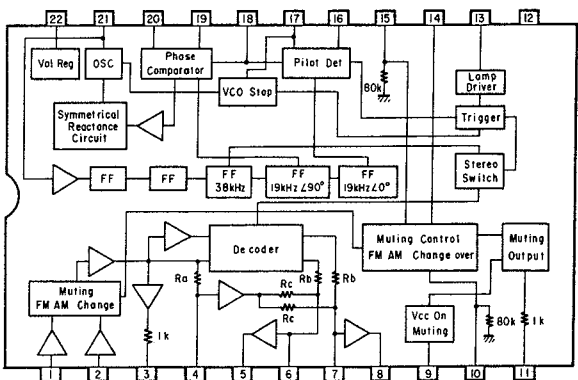 22 21 20 19 18 17 16 15 14 13 12
Val Reg
OSC
Phase
Comparator
Pilot Det
VCO Stop
80k
Lamp
Driver
Trigger
Symmetrical
Reactance
Circuit
Stereo
Switch
FF
FF
FF
38kHz
FF
19kHz∠90°
FF
19kHz∠0°
Decoder
Muting Control
FM AM Change over
Muting
Output
Muting
FM AM Change
Ra
Rb
Rb
Rc
Rc
1k
Vcc On
Muting
80k
1k
1 2 3 4 5 6 7 8 9 10 11